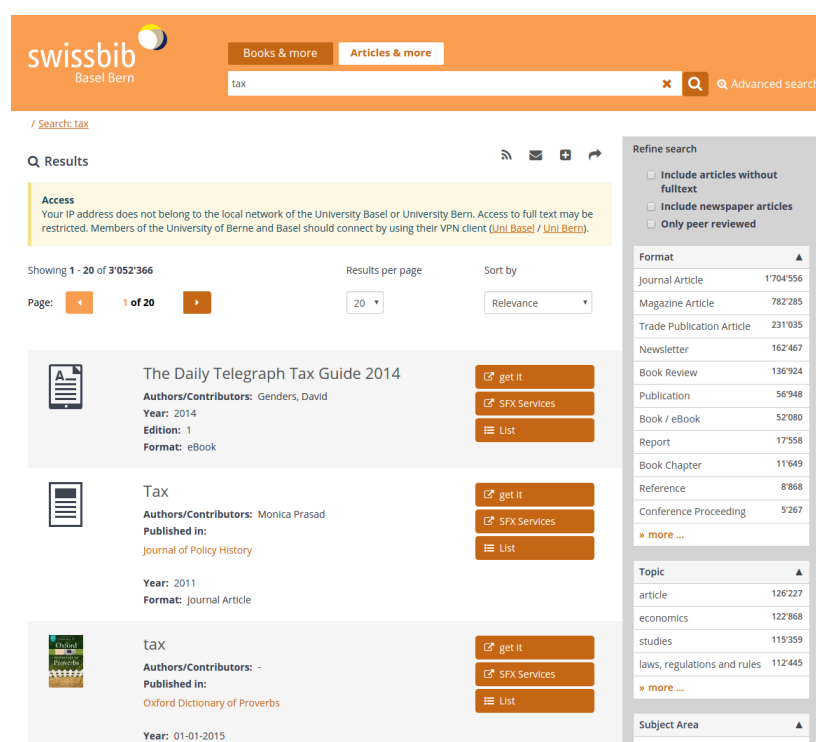 swissbib
Basel Bern
Books & more
Articles & more
tax
Advanced search
/ Search: tax
Results
Access
Your IP address does not belong to the local network of the University Basel or University Bern. Access to full text may be
restricted. Members of the University of Berne and Basel should connect by using their VPN client (Uni Basel / Uni Bern).
Showing 1 - 20 of 3'052'366
Results per page
Sort by
Page:
1 of 20
20
Relevance
The Daily Telegraph Tax Guide 2014
Authors/Contributors: Genders, David
Year: 2014
Edition: 1
Format: eBook
get it
SFX Services
List
Tax
Authors/Contributors: Monica Prasad
Published in:
Journal of Policy History
Year: 2011
Format: Journal Article
get it
SFX Services
List
Oxford
Proverbs
tax
Authors/Contributors: -
Published in:
Oxford Dictionary of Proverbs
Year: 01-01-2015
get it
SFX Services
List
Refine search
Include articles without
fulltext
Include newspaper articles
Only peer reviewed
Format ▲
Journal Article 1'704'556
Magazine Article 782'285
Trade Publication Article 231'035
Newsletter 162'467
Book Review 136'924
Publication 56'948
Book / eBook 52'080
Report 17'558
Book Chapter 11'649
Reference 8'868
Conference Proceeding 5'267
» more ...
Topic ▲
article 126'227
economics 122'868
studies 115'359
laws, regulations and rules 112'445
» more ...
Subject Area ▲